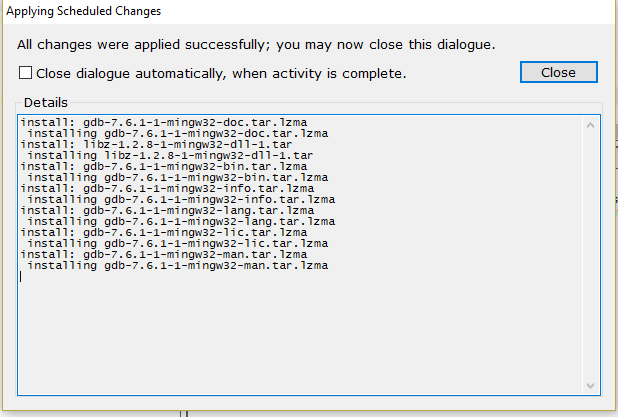 Applying Scheduled Changes
All changes were applied successfully; you may now close this dialogue.
Close dialogue automatically, when activity is complete.
Close
Details
install: gdb-7.6.1-1-mingw32-doc.tar.lzma
installing gdb-7.6.1-1-mingw32-doc.tar.lzma
install: libz-1.2.8-1-mingw32-dll-1.tar
installing libz-1.2.8-1-mingw32-dll-1.tar
install: gdb-7.6.1-1-mingw32-bin.tar.lzma
installing gdb-7.6.1-1-mingw32-bin.tar.lzma
install: gdb-7.6.1-1-mingw32-info.tar.lzma
installing gdb-7.6.1-1-mingw32-info.tar.lzma
install: gdb-7.6.1-1-mingw32-lang.tar.lzma
installing gdb-7.6.1-1-mingw32-lang.tar.lzma
install: gdb-7.6.1-1-mingw32-lic.tar.lzma
installing gdb-7.6.1-1-mingw32-lic.tar.lzma
install: gdb-7.6.1-1-mingw32-man.tar.lzma
installing gdb-7.6.1-1-mingw32-man.tar.lzma